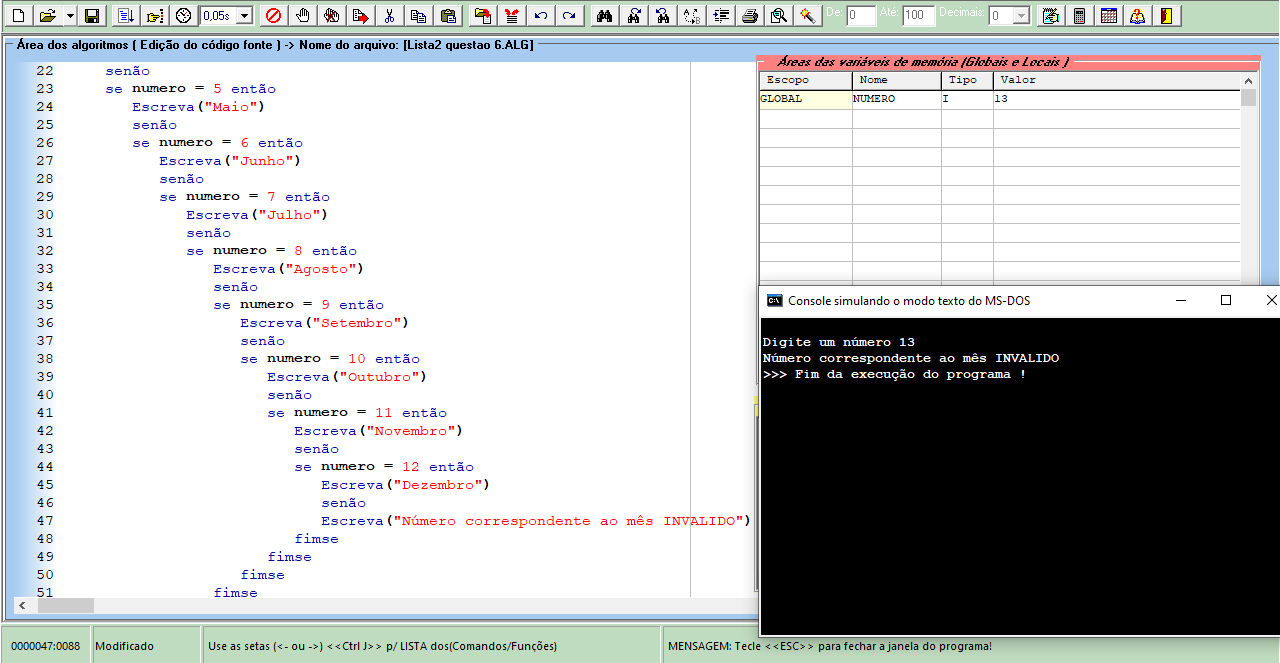 0,05s De: 0 Até: 100 Decimais: 0
Área dos algoritmos ( Edição do código fonte ) -> Nome do arquivo: [Lista2 questao 6.ALG]
22 senão
23 se numero = 5 então
24 Escreva("Maio")
25 senão
26 se numero = 6 então
27 Escreva("Junho")
28 senão
29 se numero = 7 então
30 Escreva("Julho")
31 senão
32 se numero = 8 então
33 Escreva("Agosto")
34 senão
35 se numero = 9 então
36 Escreva("Setembro")
37 senão
38 se numero = 10 então
39 Escreva("Outubro")
40 senão
41 se numero = 11 então
42 Escreva("Novembro")
43 senão
44 se numero = 12 então
45 Escreva("Dezembro")
46 senão
47 Escreva("Número correspondente ao mês INVALIDO")
48 fimse
49 fimse
50 fimse
51 fimse
Áreas das variáveis de memória (Globais e Locais )
Escopo Nome Tipo Valor
GLOBAL NUMERO I 13
C:\ Console simulando o modo texto do MS-DOS
Digite um número 13
Número correspondente ao mês INVALIDO
>>> Fim da execução do programa !
0000047:0088 Modificado Use as setas (<- ou ->) <<Ctrl J>> p/ LISTA dos(Comandos/Funções) MENSAGEM: Tecle <<ESC>> para fechar a janela do programa!